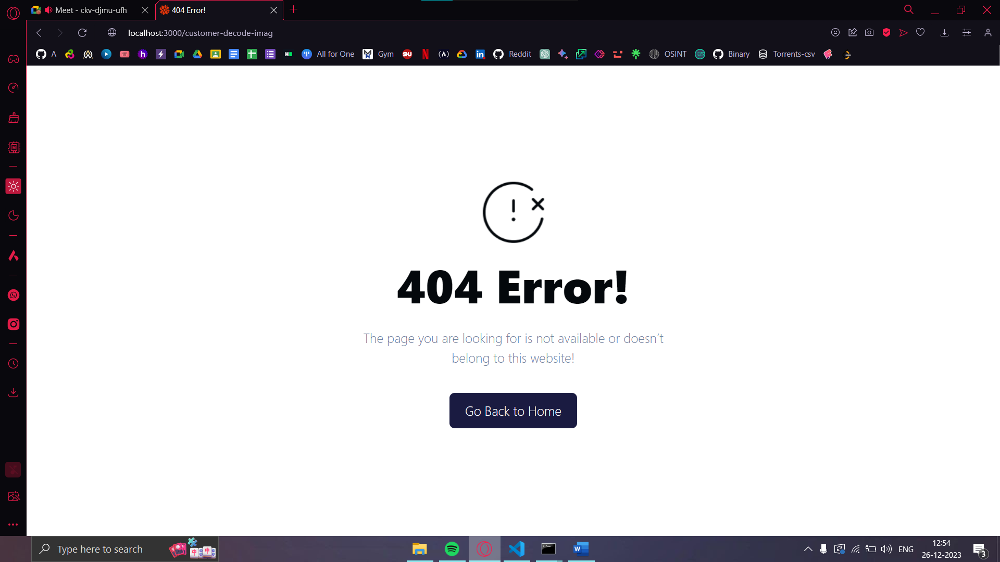 Meet - ckv-djmu-ufh
404 Error!
localhost:3000/customer-decode-imag
A
All for One
Gym
Reddit
OSINT
Binary
Torrents-csv
404 Error!
The page you are looking for is not available or doesn't
belong to this website!
Go Back to Home
Type here to search
ENG
12:54
26-12-2023
3